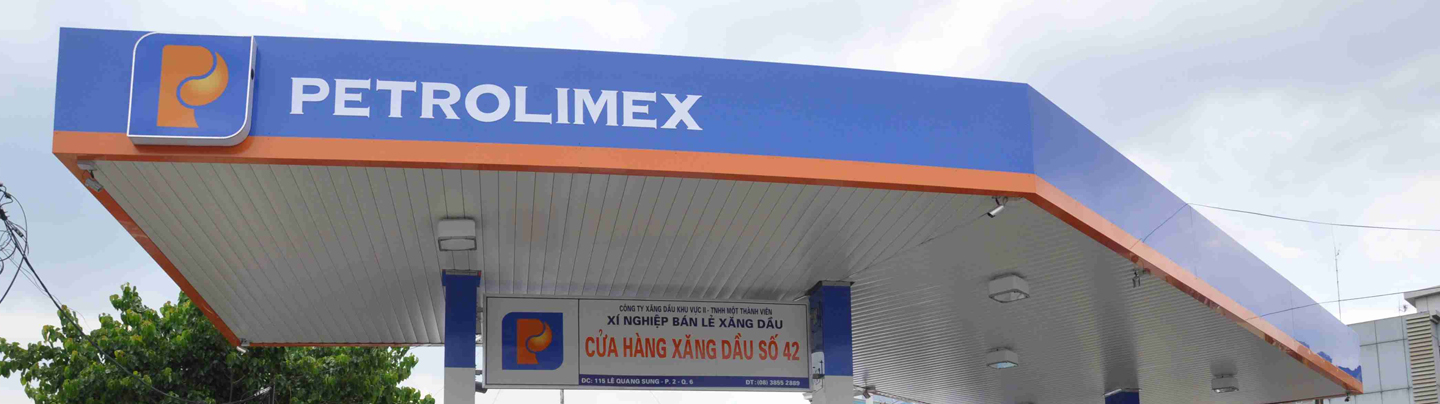 PETROLIMEX
CÔNG TY XĂNG DẦU KHU VỰC II - TNHH MỘT THÀNH VIÊN
XÍ NGHIỆP BÁN LẺ XĂNG DẦU
CỬA HÀNG XĂNG DẦU SỐ 42
ĐC: 115 LÊ QUANG SUNG - P. 2 - Q. 6 ĐT: (08) 3855 2889